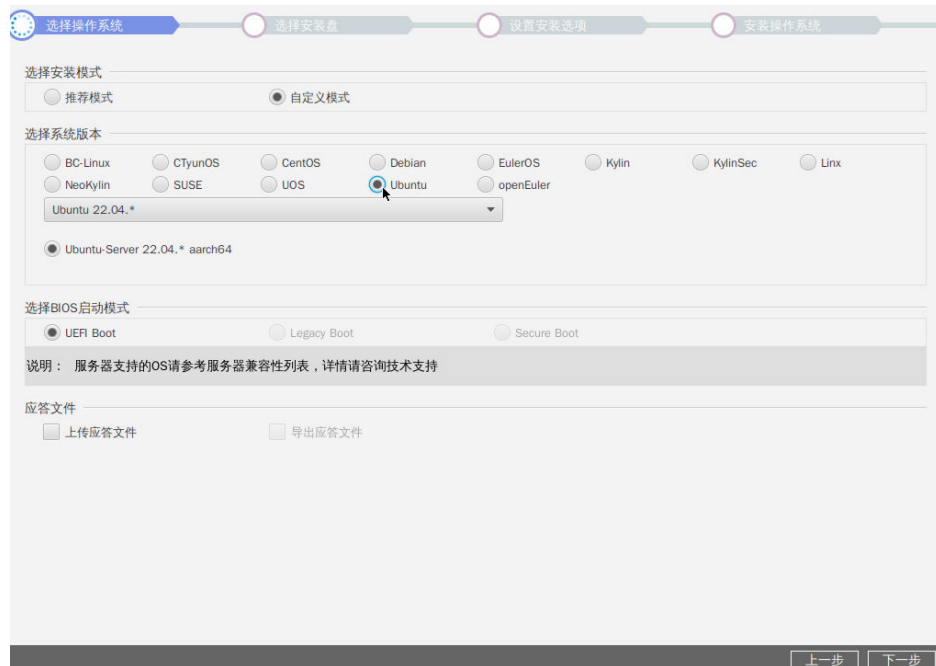 选择操作系统 选择安装盘 设置安装选项 安装操作系统
选择安装模式
推荐模式 自定义模式
选择系统版本
BC-Linux CTyunOS CentOS Debian EulerOS Kylin KylinSec Linx
NeoKylin SUSE UOS Ubuntu openEuler
Ubuntu 22.04.*
Ubuntu-Server 22.04.* aarch64
选择BIOS启动模式
UEFI Boot Legacy Boot Secure Boot
说明： 服务器支持的OS请参考服务器兼容性列表，详情请咨询技术支持
应答文件
上传应答文件 导出应答文件
上一步 下一步